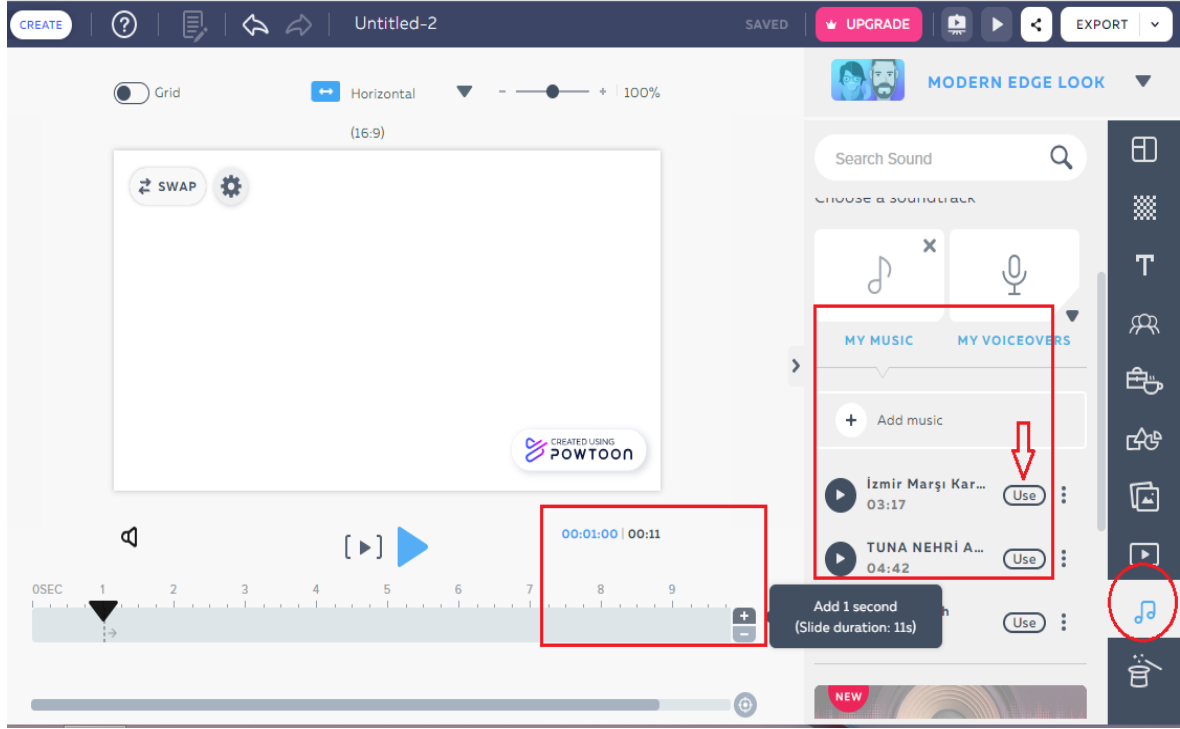 CREATE
Untitled-2
SAVED
UPGRADE
EXPORT
Grid
Horizontal
- + 100%
(16:9)
MODERN EDGE LOOK
Search Sound
Choose a soundtrack
SWAP
MY MUSIC
MY VOICEOVERS
+ Add music
İzmir Marşı Kar...
03:17
Use
TUNA NEHRİ A...
04:42
Use
Use
CREATED USING
POWTOON
00:01:00 | 00:11
0SEC 1 2 3 4 5 6 7 8 9
Add 1 second
(Slide duration: 11s)
NEW